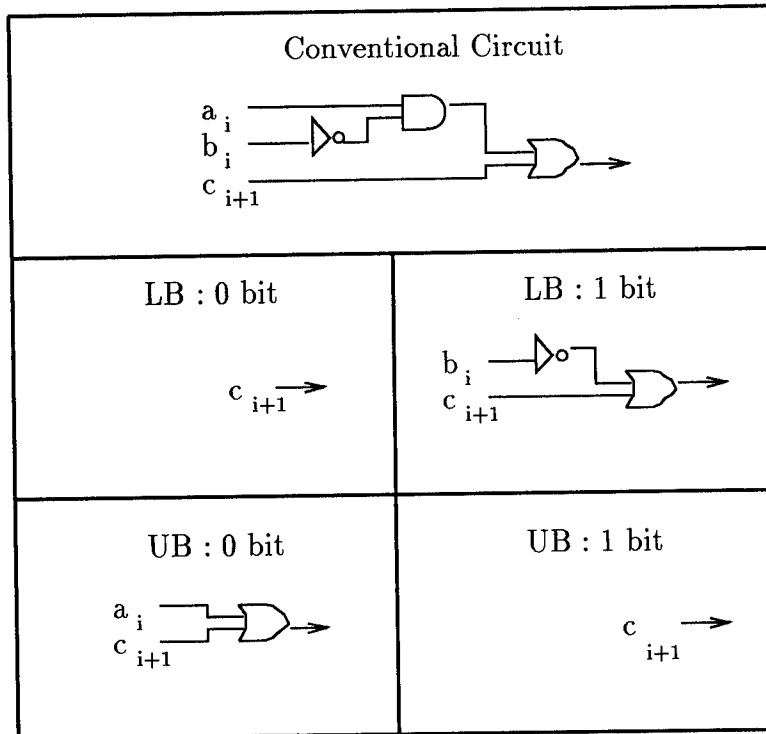 Conventional Circuit
a i
b i
c i+1
LB : 0 bit
c i+1
LB : 1 bit
b i
c i+1
UB : 0 bit
a i
c i+1
UB : 1 bit
c i+1